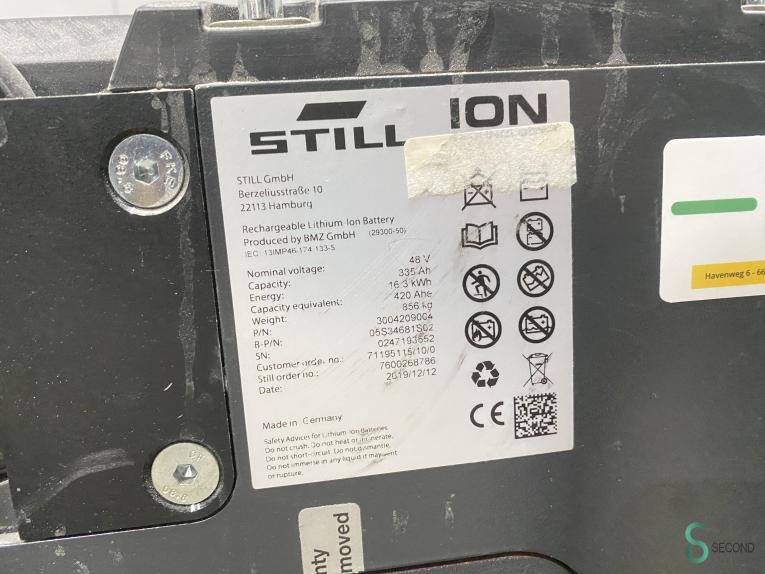 STILL ION
STILL GmbH
Berzeliusstraße 10
22113 Hamburg
Rechargeable Lithium-Ion Battery
Produced by BMZ GmbH (29300-50)
IEC: 13IMP46-174 133-5
Nominal voltage: 48 V
Capacity: 335 Ah
Energy: 16.3 kWh
Capacity equivalent: 420 Ahe
Weight: 856 kg
P/N: 3004209004
B-P/N: 05S34681S02
SN: 0247193552
Customer order no.: 71195115/10/0
Still order no.: 7600268786
Date: 2019/12/12
Made in Germany
CE
Safety Advices for Lithium Ion Batteries
Do not crush. Do not heat or incinerate.
Do not short-circuit. Do not dismantle.
Do not immerse in any liquid it may vent
or rupture.
Havenweg 6 - 66
nty
moved
8.8
SECOND